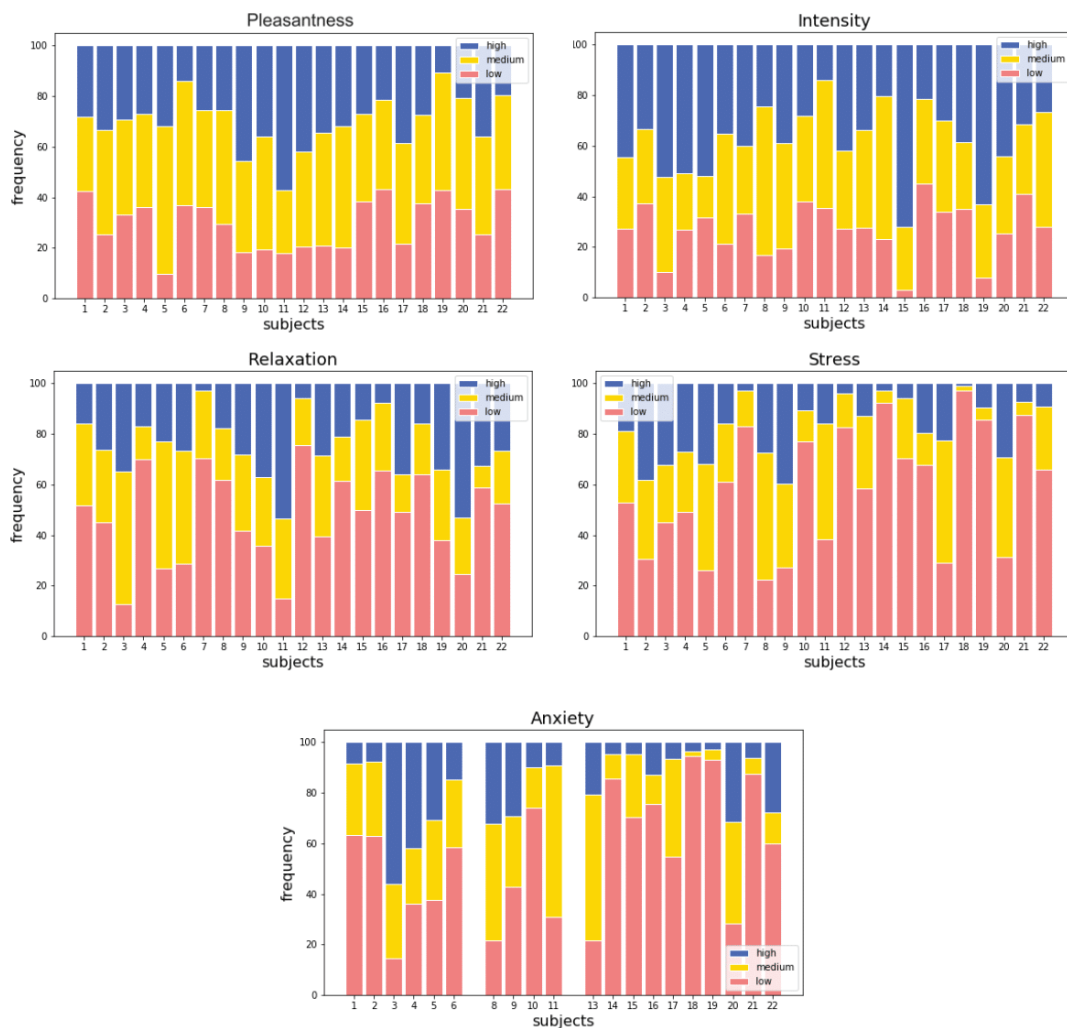 Pleasantness
high
medium
low
100
80
60
40
20
0
frequency
1 2 3 4 5 6 7 8 9 10 11 12 13 14 15 16 17 18 19 20 21 22
subjects
Intensity
high
medium
low
100
80
60
40
20
0
1 2 3 4 5 6 7 8 9 10 11 12 13 14 15 16 17 18 19 20 21 22
subjects
Relaxation
high
medium
low
100
80
60
40
20
0
frequency
1 2 3 4 5 6 7 8 9 10 11 12 13 14 15 16 17 18 19 20 21 22
subjects
Stress
high
medium
low
100
80
60
40
20
0
1 2 3 4 5 6 7 8 9 10 11 12 13 14 15 16 17 18 19 20 21 22
subjects
Anxiety
100
80
60
40
20
0
frequency
high
medium
low
1 2 3 4 5 6 8 9 10 11 13 14 15 16 17 18 19 20 21 22
subjects